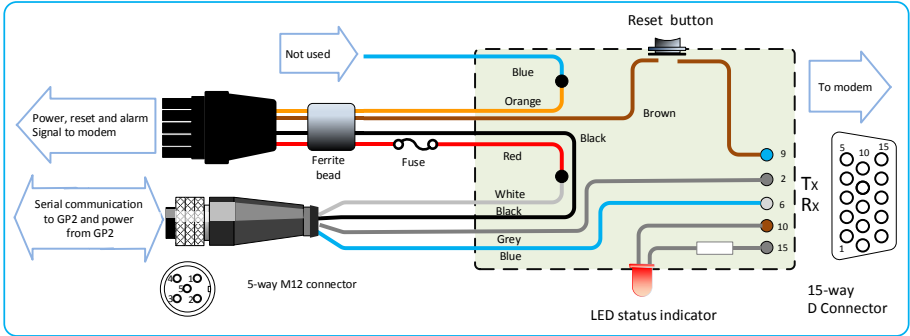 Reset button
Not used
Blue
To modem
Orange
Power, reset and alarm
Signal to modem
Brown
Black
Ferrite
bead
Fuse
Red
9
5 10 15
2
Tx
Serial communication
to GP2 and power
from GP2
White
Black
6
Rx
Grey
Blue
10
15
1
4 1
5
3 2
5-way M12 connector
LED status indicator
15-way
D Connector